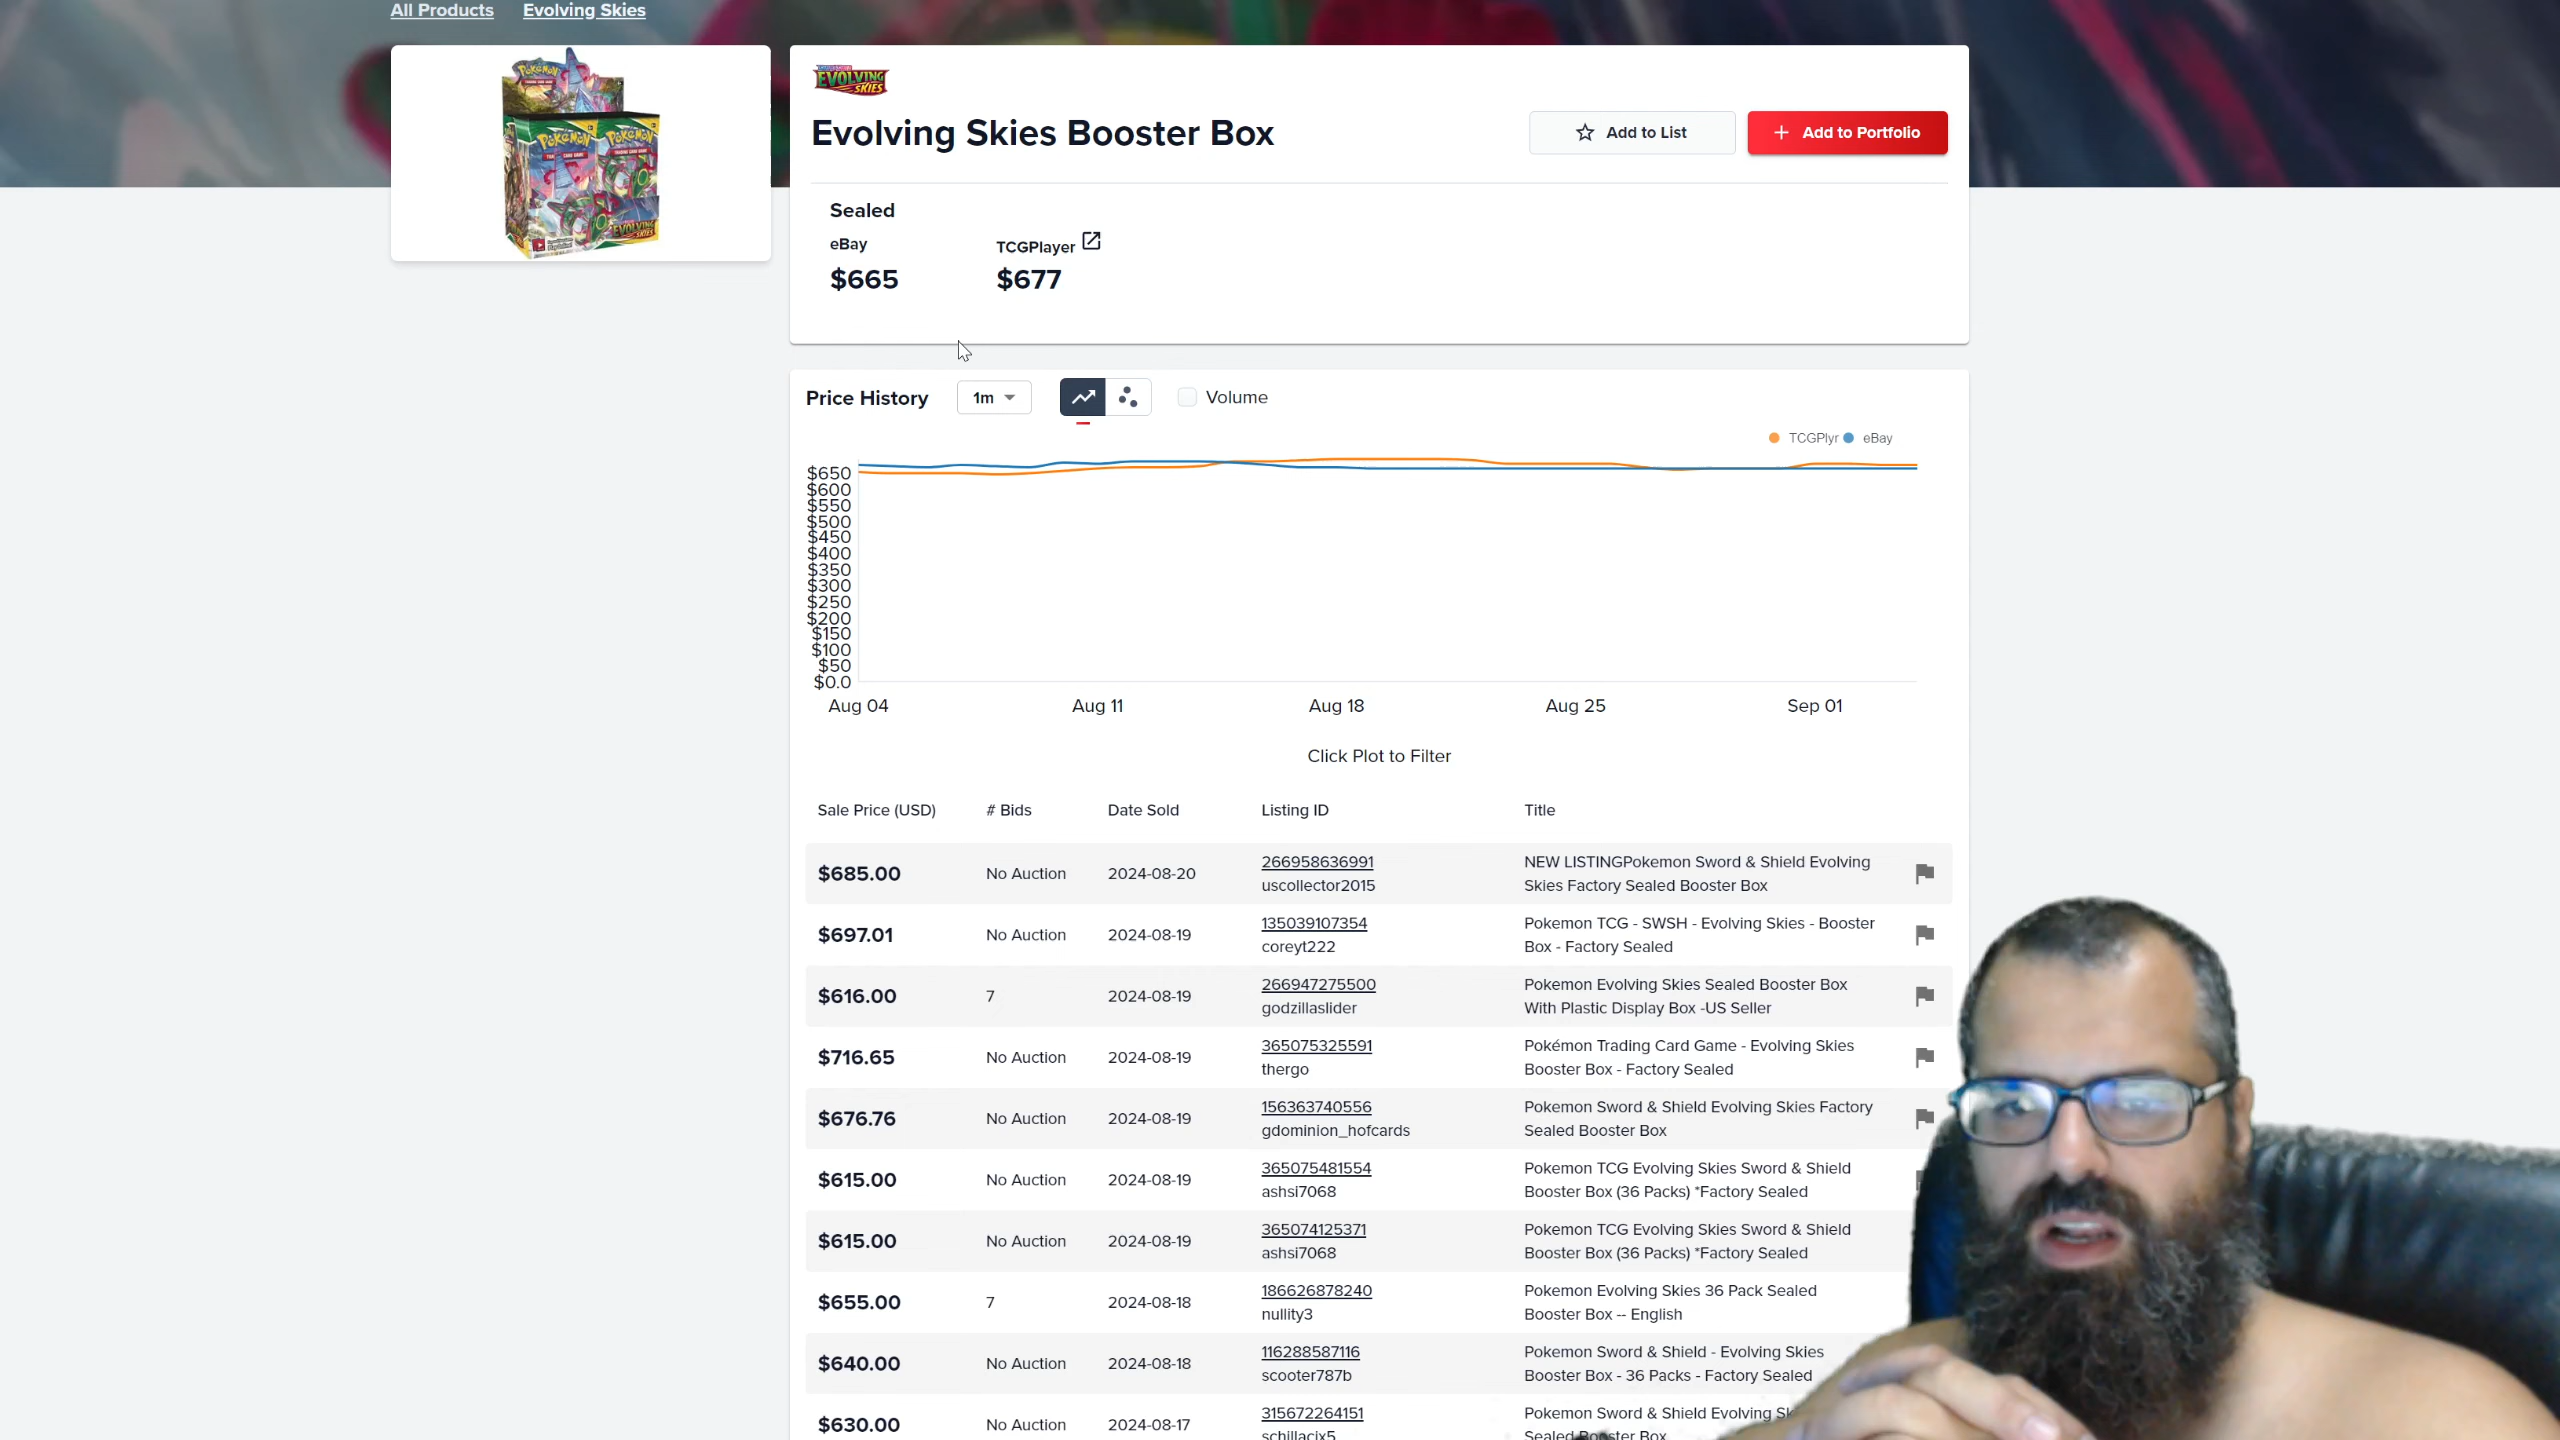 All Products Evolving Skies
EVOLVING SKIES
Evolving Skies Booster Box
Add to List
Add to Portfolio
Sealed
eBay TCGPlayer
$665 $677
Price History 1m Volume
TCGPlyr eBay
$650
$600
$550
$500
$450
$400
$350
$300
$250
$200
$150
$100
$50
$0.0
Aug 04 Aug 11 Aug 18 Aug 25 Sep 01
Click Plot to Filter
Sale Price (USD) # Bids Date Sold Listing ID Title
$685.00 No Auction 2024-08-20 266958636991 NEW LISTINGPokemon Sword & Shield Evolving
uscollector2015 Skies Factory Sealed Booster Box
$697.01 No Auction 2024-08-19 135039107354 Pokemon TCG - SWSH - Evolving Skies - Booster
coreyt222 Box - Factory Sealed
$616.00 7 2024-08-19 266947275500 Pokemon Evolving Skies Sealed Booster Box
godzillaslider With Plastic Display Box -US Seller
$716.65 No Auction 2024-08-19 365075325591 Pokémon Trading Card Game - Evolving Skies
thergo Booster Box - Factory Sealed
$676.76 No Auction 2024-08-19 156363740556 Pokemon Sword & Shield Evolving Skies Factory
gdominion_hofcards Sealed Booster Box
$615.00 No Auction 2024-08-19 365075481554 Pokemon TCG Evolving Skies Sword & Shield
ashsi7068 Booster Box (36 Packs) *Factory Sealed
$615.00 No Auction 2024-08-19 365074125371 Pokemon TCG Evolving Skies Sword & Shield
ashsi7068 Booster Box (36 Packs) *Factory Sealed
$655.00 7 2024-08-18 186626878240 Pokemon Evolving Skies 36 Pack Sealed
nullity3 Booster Box -- English
$640.00 No Auction 2024-08-18 116288587116 Pokemon Sword & Shield - Evolving Skies
scooter787b Booster Box - 36 Packs - Factory Sealed
$630.00 No Auction 2024-08-17 315672264151 Pokemon Sword & Shield Evolving
schillacix5 Sealed Booster Box